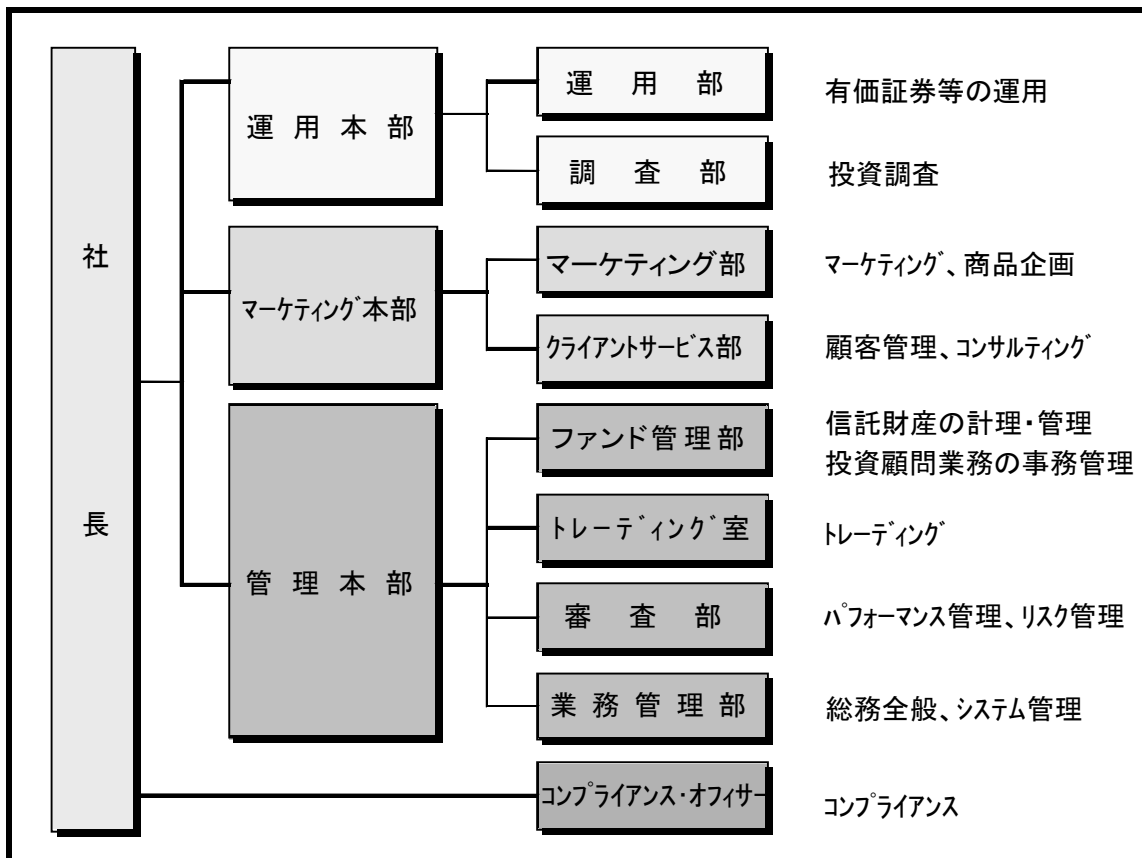 社長
運用本部
運用部
有価証券等の運用
調査部
投資調査
マーケティング本部
マーケティング部
マーケティング、商品企画
クライアントサービス部
顧客管理、コンサルティング
管理本部
ファンド管理部
信託財産の計理・管理
投資顧問業務の事務管理
トレーディング室
トレーディング
審査部
パフォーマンス管理、リスク管理
業務管理部
総務全般、システム管理
コンプライアンス・オフィサー
コンプライアンス